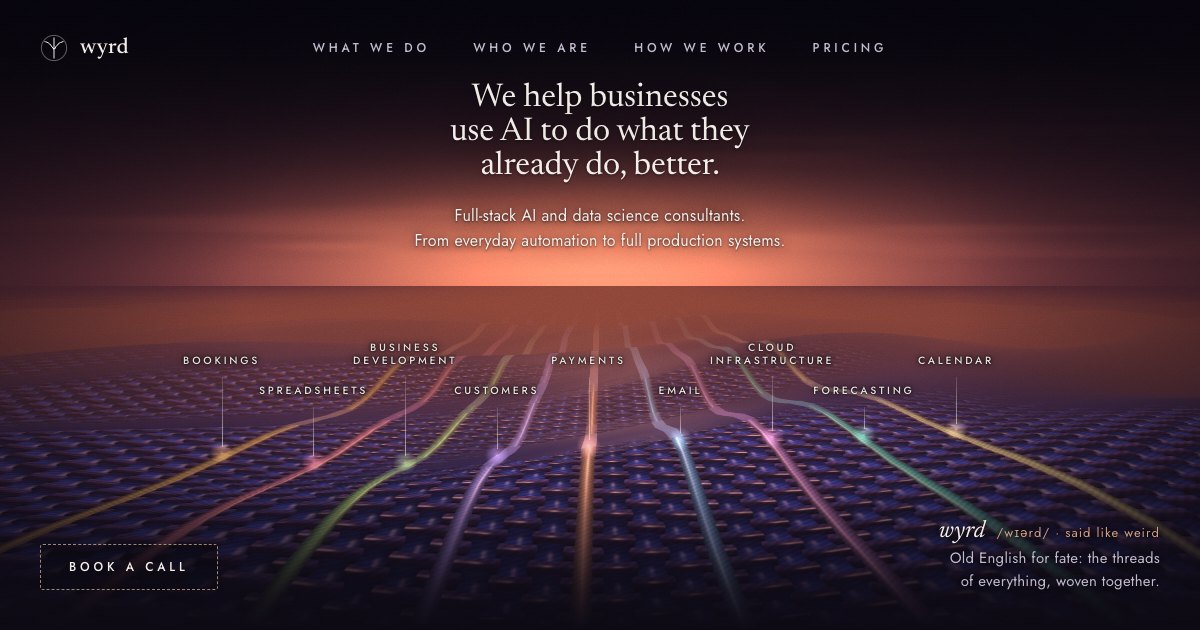 wyrd
WHAT WE DO
WHO WE ARE
HOW WE WORK
PRICING
We help businesses
use AI to do what they
already do, better.
Full-stack AI and data science consultants.
From everyday automation to full production systems.
BOOKINGS
SPREADSHEETS
BUSINESS
DEVELOPMENT
CUSTOMERS
PAYMENTS
EMAIL
CLOUD
INFRASTRUCTURE
FORECASTING
CALENDAR
BOOK A CALL
wyrd /wɪərd/ · said like weird
Old English for fate: the threads
of everything, woven together.